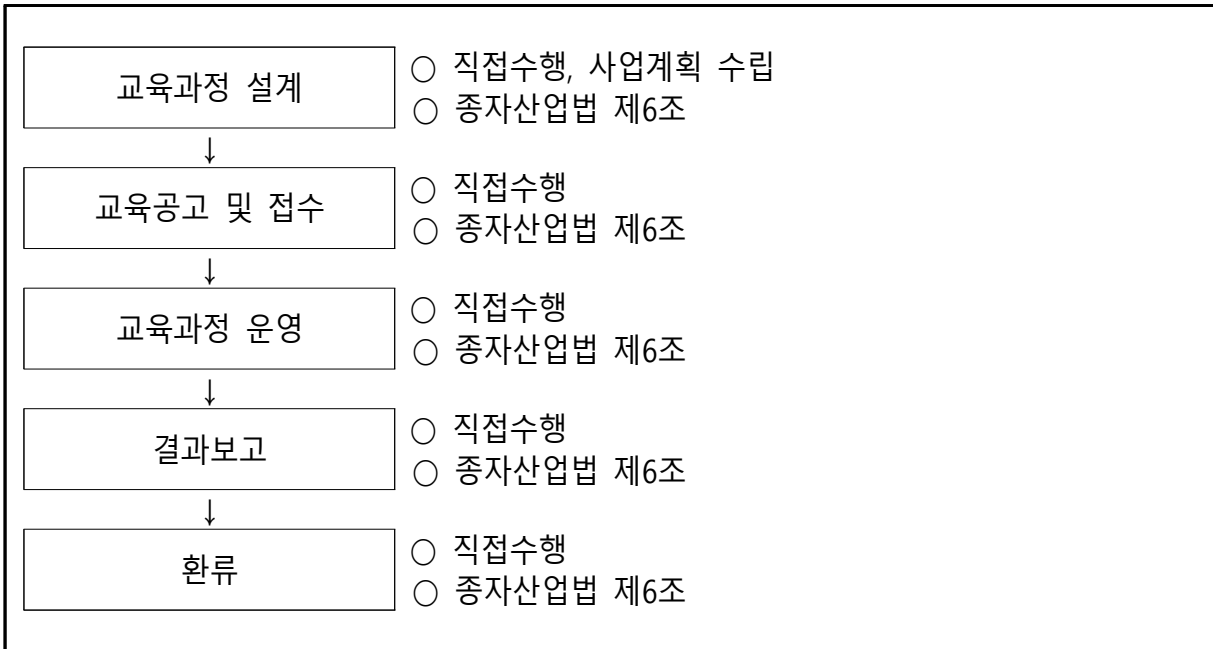 교육과정 설계
○ 직접수행, 사업계획 수립
○ 종자산업법 제6조
↓
교육공고 및 접수
○ 직접수행
○ 종자산업법 제6조
↓
교육과정 운영
○ 직접수행
○ 종자산업법 제6조
↓
결과보고
○ 직접수행
○ 종자산업법 제6조
↓
환류
○ 직접수행
○ 종자산업법 제6조